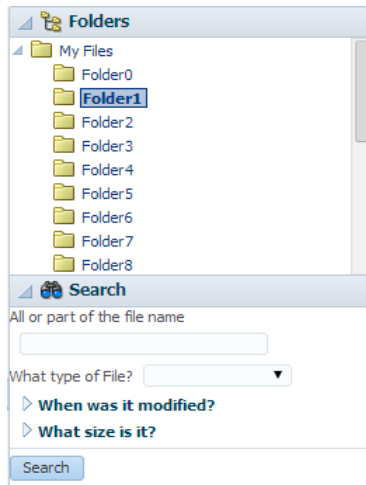 Folders
My Files
Folder0
Folder1
Folder2
Folder3
Folder4
Folder5
Folder6
Folder7
Folder8
Search
All or part of the file name
What type of File?
When was it modified?
What size is it?
Search